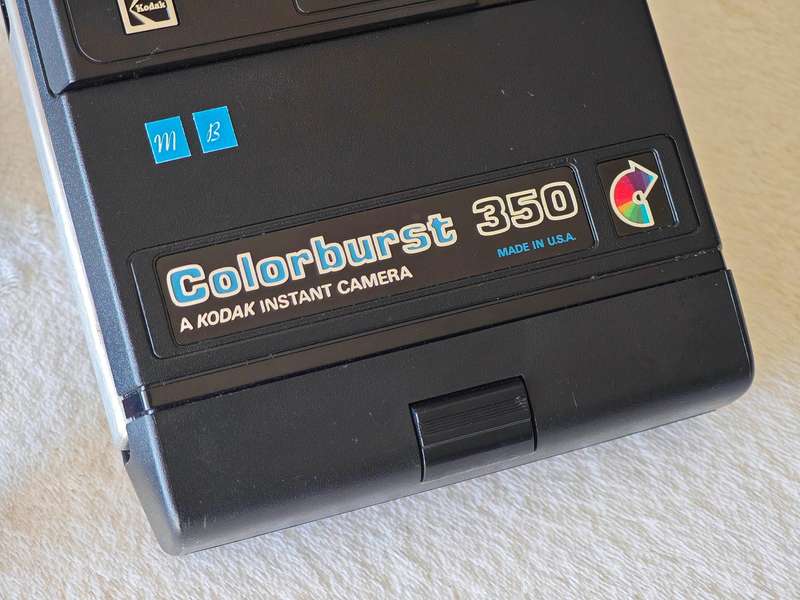 Kodak
M B
Colorburst 350
MADE IN U.S.A.
A KODAK INSTANT CAMERA